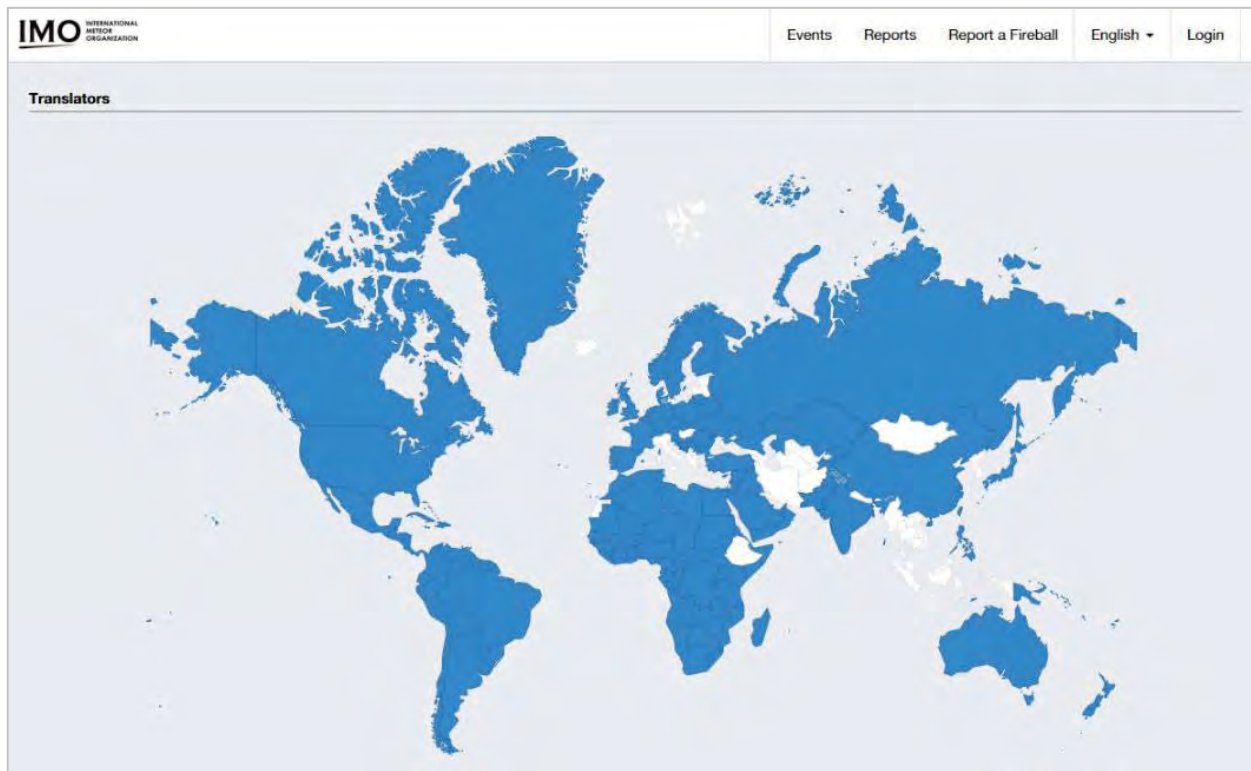 IMO INTERNATIONAL
METEOR
ORGANIZATION
Events Reports Report a Fireball English Login
Translators